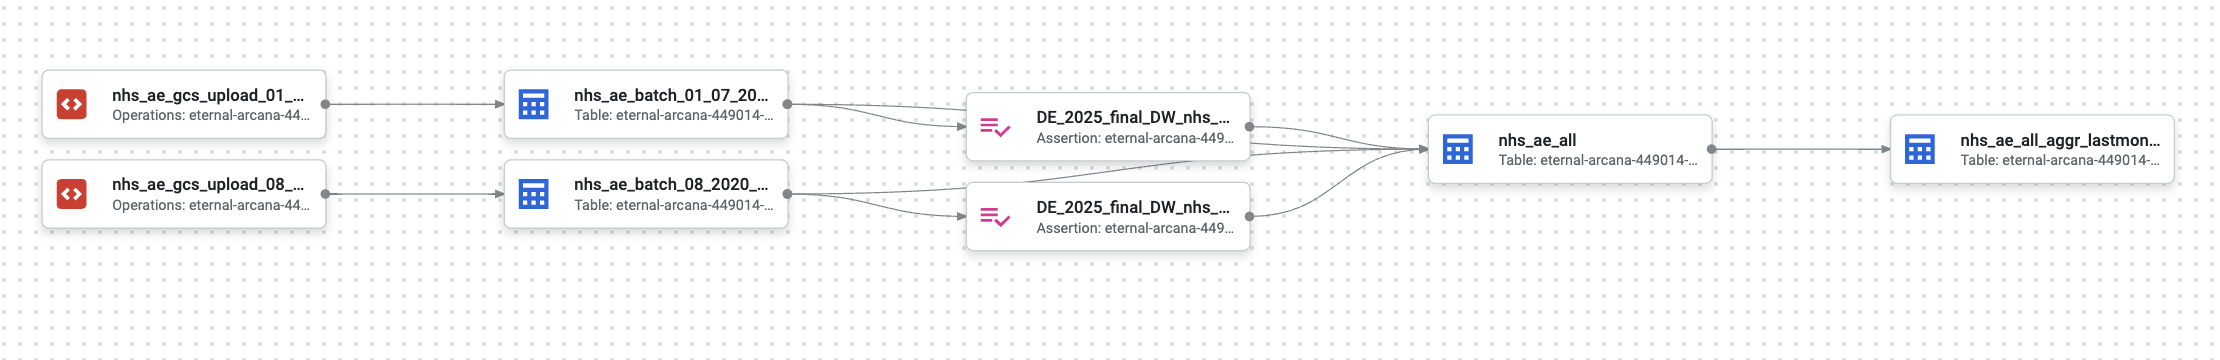 nhs_ae_gcs_upload_01_...
Operations: eternal-arcana-44...
nhs_ae_batch_01_07_20...
Table: eternal-arcana-449014-...
DE_2025_final_DW_nhs_...
Assertion: eternal-arcana-449...
nhs_ae_all
Table: eternal-arcana-449014-...
nhs_ae_all_aggr_lastmon...
Table: eternal-arcana-449014-...
nhs_ae_gcs_upload_08_...
Operations: eternal-arcana-44...
nhs_ae_batch_08_2020_...
Table: eternal-arcana-449014-...
DE_2025_final_DW_nhs_...
Assertion: eternal-arcana-449...